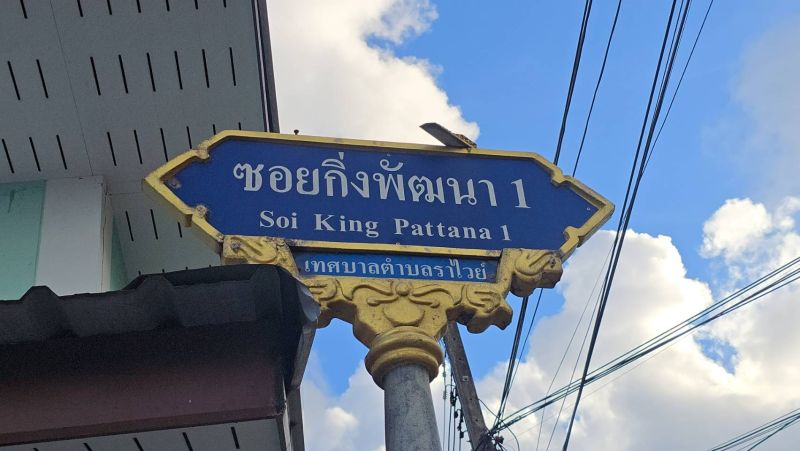 ซอยกิ่งพัฒนา 1
Soi King Pattana 1
เทศบาลตำบลราไวย์